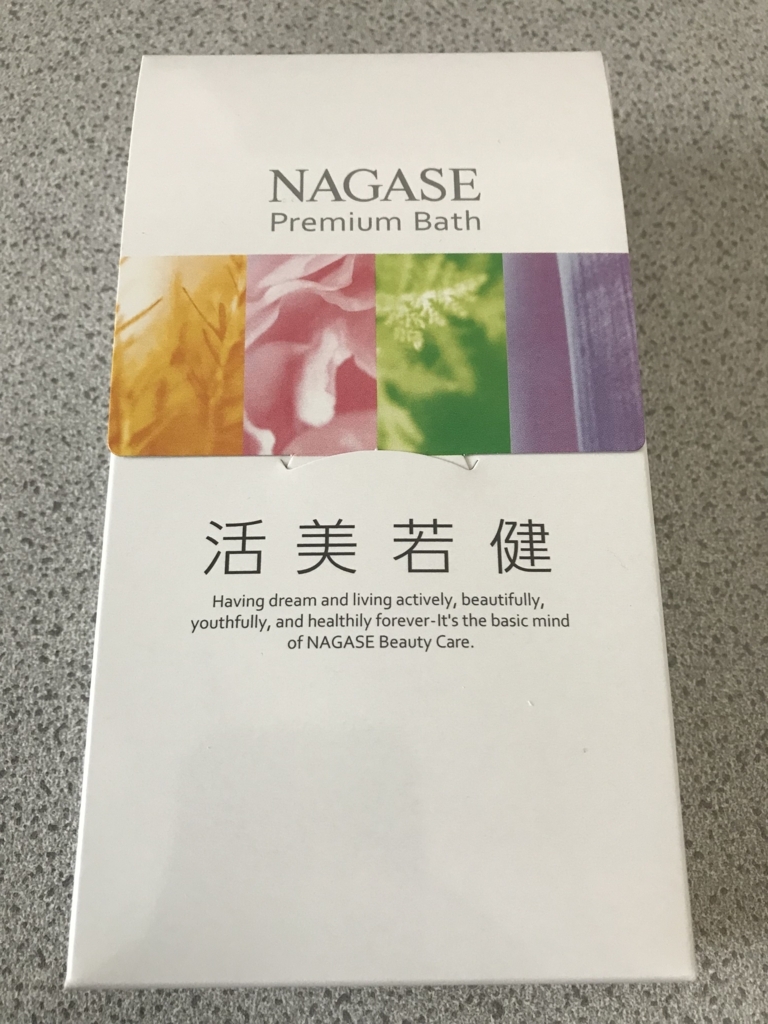 NAGASE
Premium Bath
活美若健
Having dream and living actively, beautifully,
youthfully, and healthily forever-It's the basic mind
of NAGASE Beauty Care.